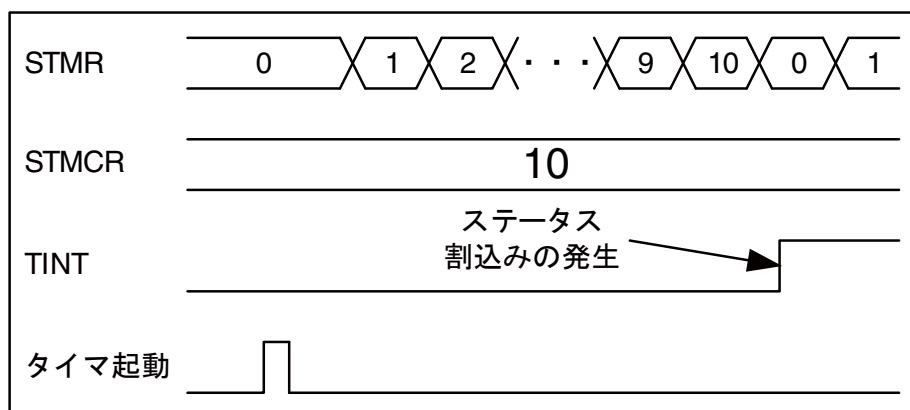 STMR 0 1 2 ・・・ 9 10 0 1
STMCR 10
ステータス
割込みの発生
TINT
タイマ起動